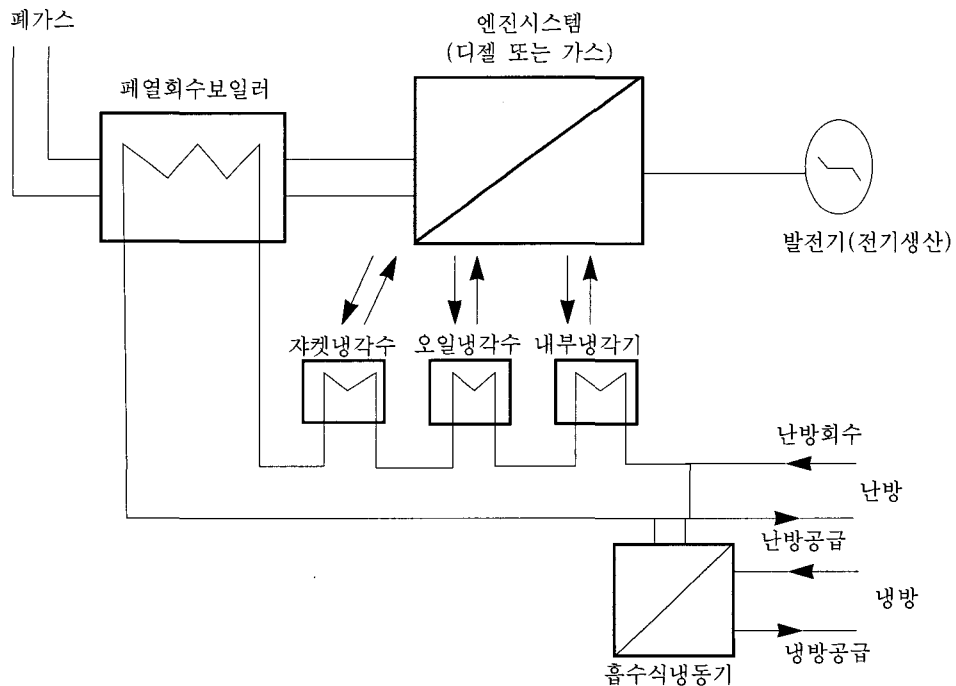 폐가스
엔진시스템
(디젤 또는 가스)
페열회수보일러
발전기(전기생산)
쟈켓냉각수
오일냉각수
내부냉각기
난방회수
난방
난방공급
냉방
냉방공급
흡수식냉동기